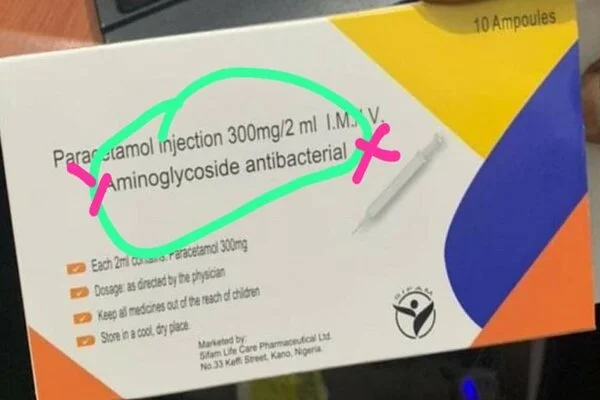 10 Ampoules
Paracetamol injection 300mg/2 ml I.M./I.V.
Aminoglycoside antibacterial
Each 2ml contains: Paracetamol 300mg
Dosage: as directed by the physician
Keep all medicines out of the reach of children
Store in a cool, dry place.
SIFAM
Marketed by:
Sifam Life Care Pharmaceutical Ltd.
No.33 Keffi Street, Kano, Nigeria.